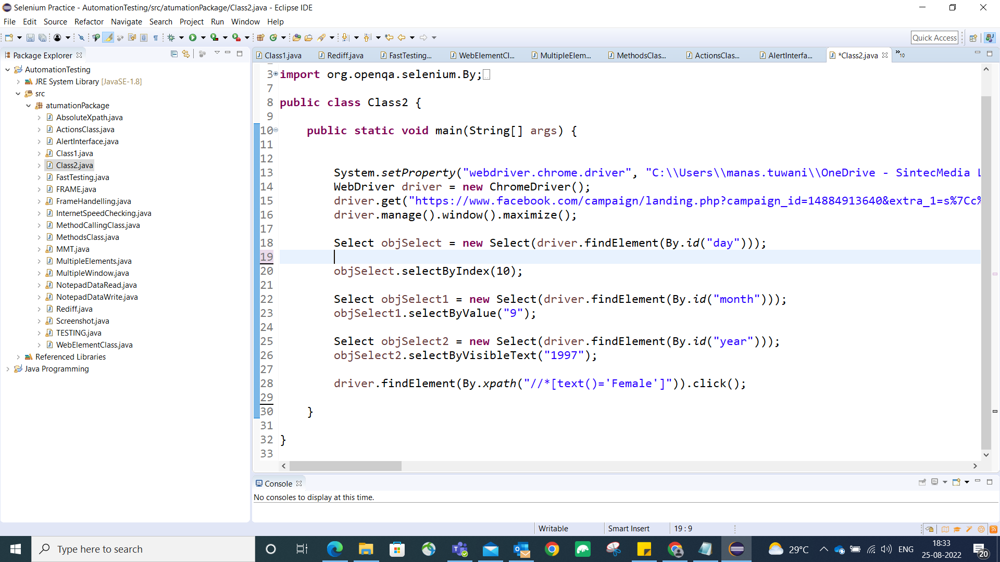 Selenium Practice - AutomationTesting/src/atumationPackage/Class2.java - Eclipse IDE
File Edit Source Refactor Navigate Search Project Run Window Help
Quick Access
Package Explorer
AutomationTesting
JRE System Library [JavaSE-1.8]
src
atumationPackage
AbsoluteXpath.java
ActionsClass.java
AlertInterface.java
Class1.java
Class2.java
FastTesting.java
FRAME.java
FrameHandelling.java
InternetSpeedChecking.java
MethodCallingClass.java
MethodsClass.java
MMT.java
MultipleElements.java
MultipleWindow.java
NotepadDataRead.java
NotepadDataWrite.java
Rediff.java
Screenshot.java
TESTING.java
WebElementClass.java
Referenced Libraries
Java Programming
Class1.java Rediff.java FastTesting... WebElementCl... MultipleElem... MethodsClas... ActionsClas... AlertInterfa... *Class2.java »10
3 import org.openqa.selenium.By;
7
8 public class Class2 {
9
10 public static void main(String[] args) {
11
12
13 System.setProperty("webdriver.chrome.driver", "C:\\Users\\manas.tuwani\\OneDrive - SintecMedia L
14 WebDriver driver = new ChromeDriver();
15 driver.get("https://www.facebook.com/campaign/landing.php?campaign_id=14884913640&extra_1=s%7Cc%
16 driver.manage().window().maximize();
17
18 Select objSelect = new Select(driver.findElement(By.id("day")));
19
20 objSelect.selectByIndex(10);
21
22 Select objSelect1 = new Select(driver.findElement(By.id("month")));
23 objSelect1.selectByValue("9");
24
25 Select objSelect2 = new Select(driver.findElement(By.id("year")));
26 objSelect2.selectByVisibleText("1997");
27
28 driver.findElement(By.xpath("//*[text()='Female']")).click();
29
30 }
31
32 }
33
Console
No consoles to display at this time.
Writable Smart Insert 19 : 9
Type here to search
29°C ENG
18:33
25-08-2022
20